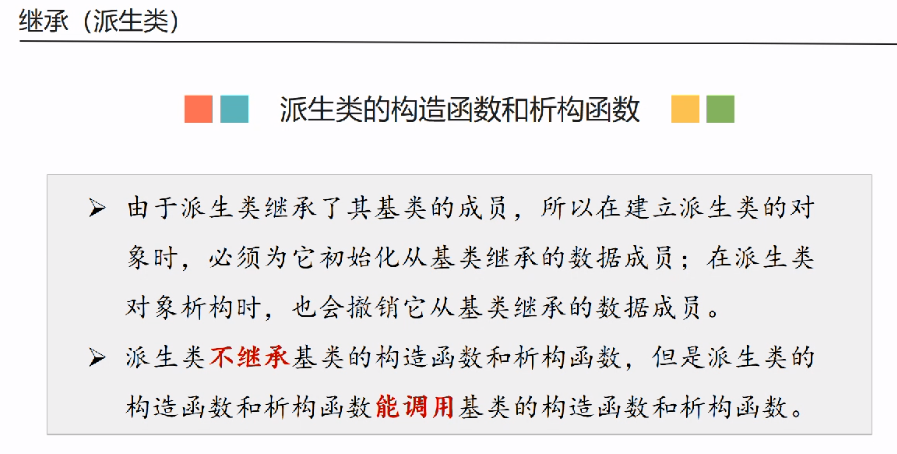 继承（派生类）
派生类的构造函数和析构函数
➢ 由于派生类继承了其基类的成员，所以在建立派生类的对
象时，必须为它初始化从基类继承的数据成员；在派生类
对象析构时，也会撤销它从基类继承的数据成员。
➢ 派生类不继承基类的构造函数和析构函数，但是派生类的
构造函数和析构函数能调用基类的构造函数和析构函数。